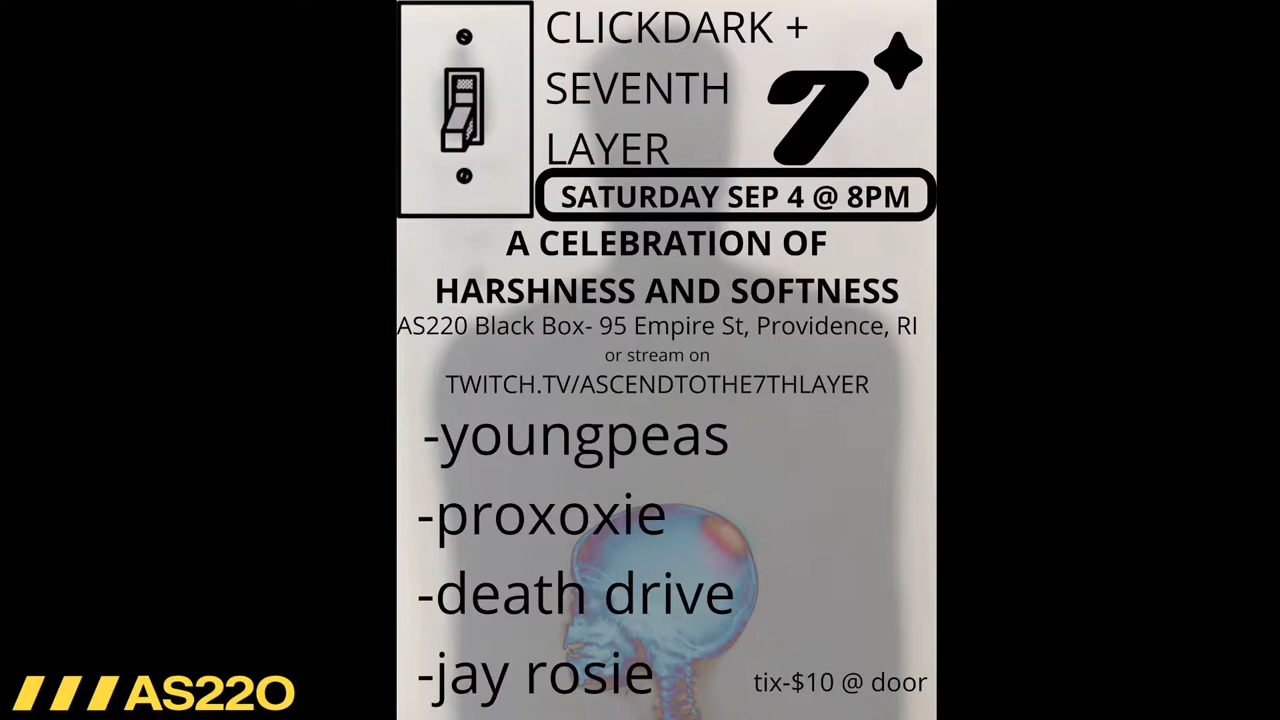 CLICKDARK +
SEVENTH
LAYER
7
SATURDAY SEP 4 @ 8PM
A CELEBRATION OF
HARSHNESS AND SOFTNESS
AS220 Black Box- 95 Empire St, Providence, RI
or stream on
TWITCH.TV/ASCENDTOTHE7THLAYER
-youngpeas
-proxoxie
-death drive
-jay rosie
tix-$10 @ door
AS220